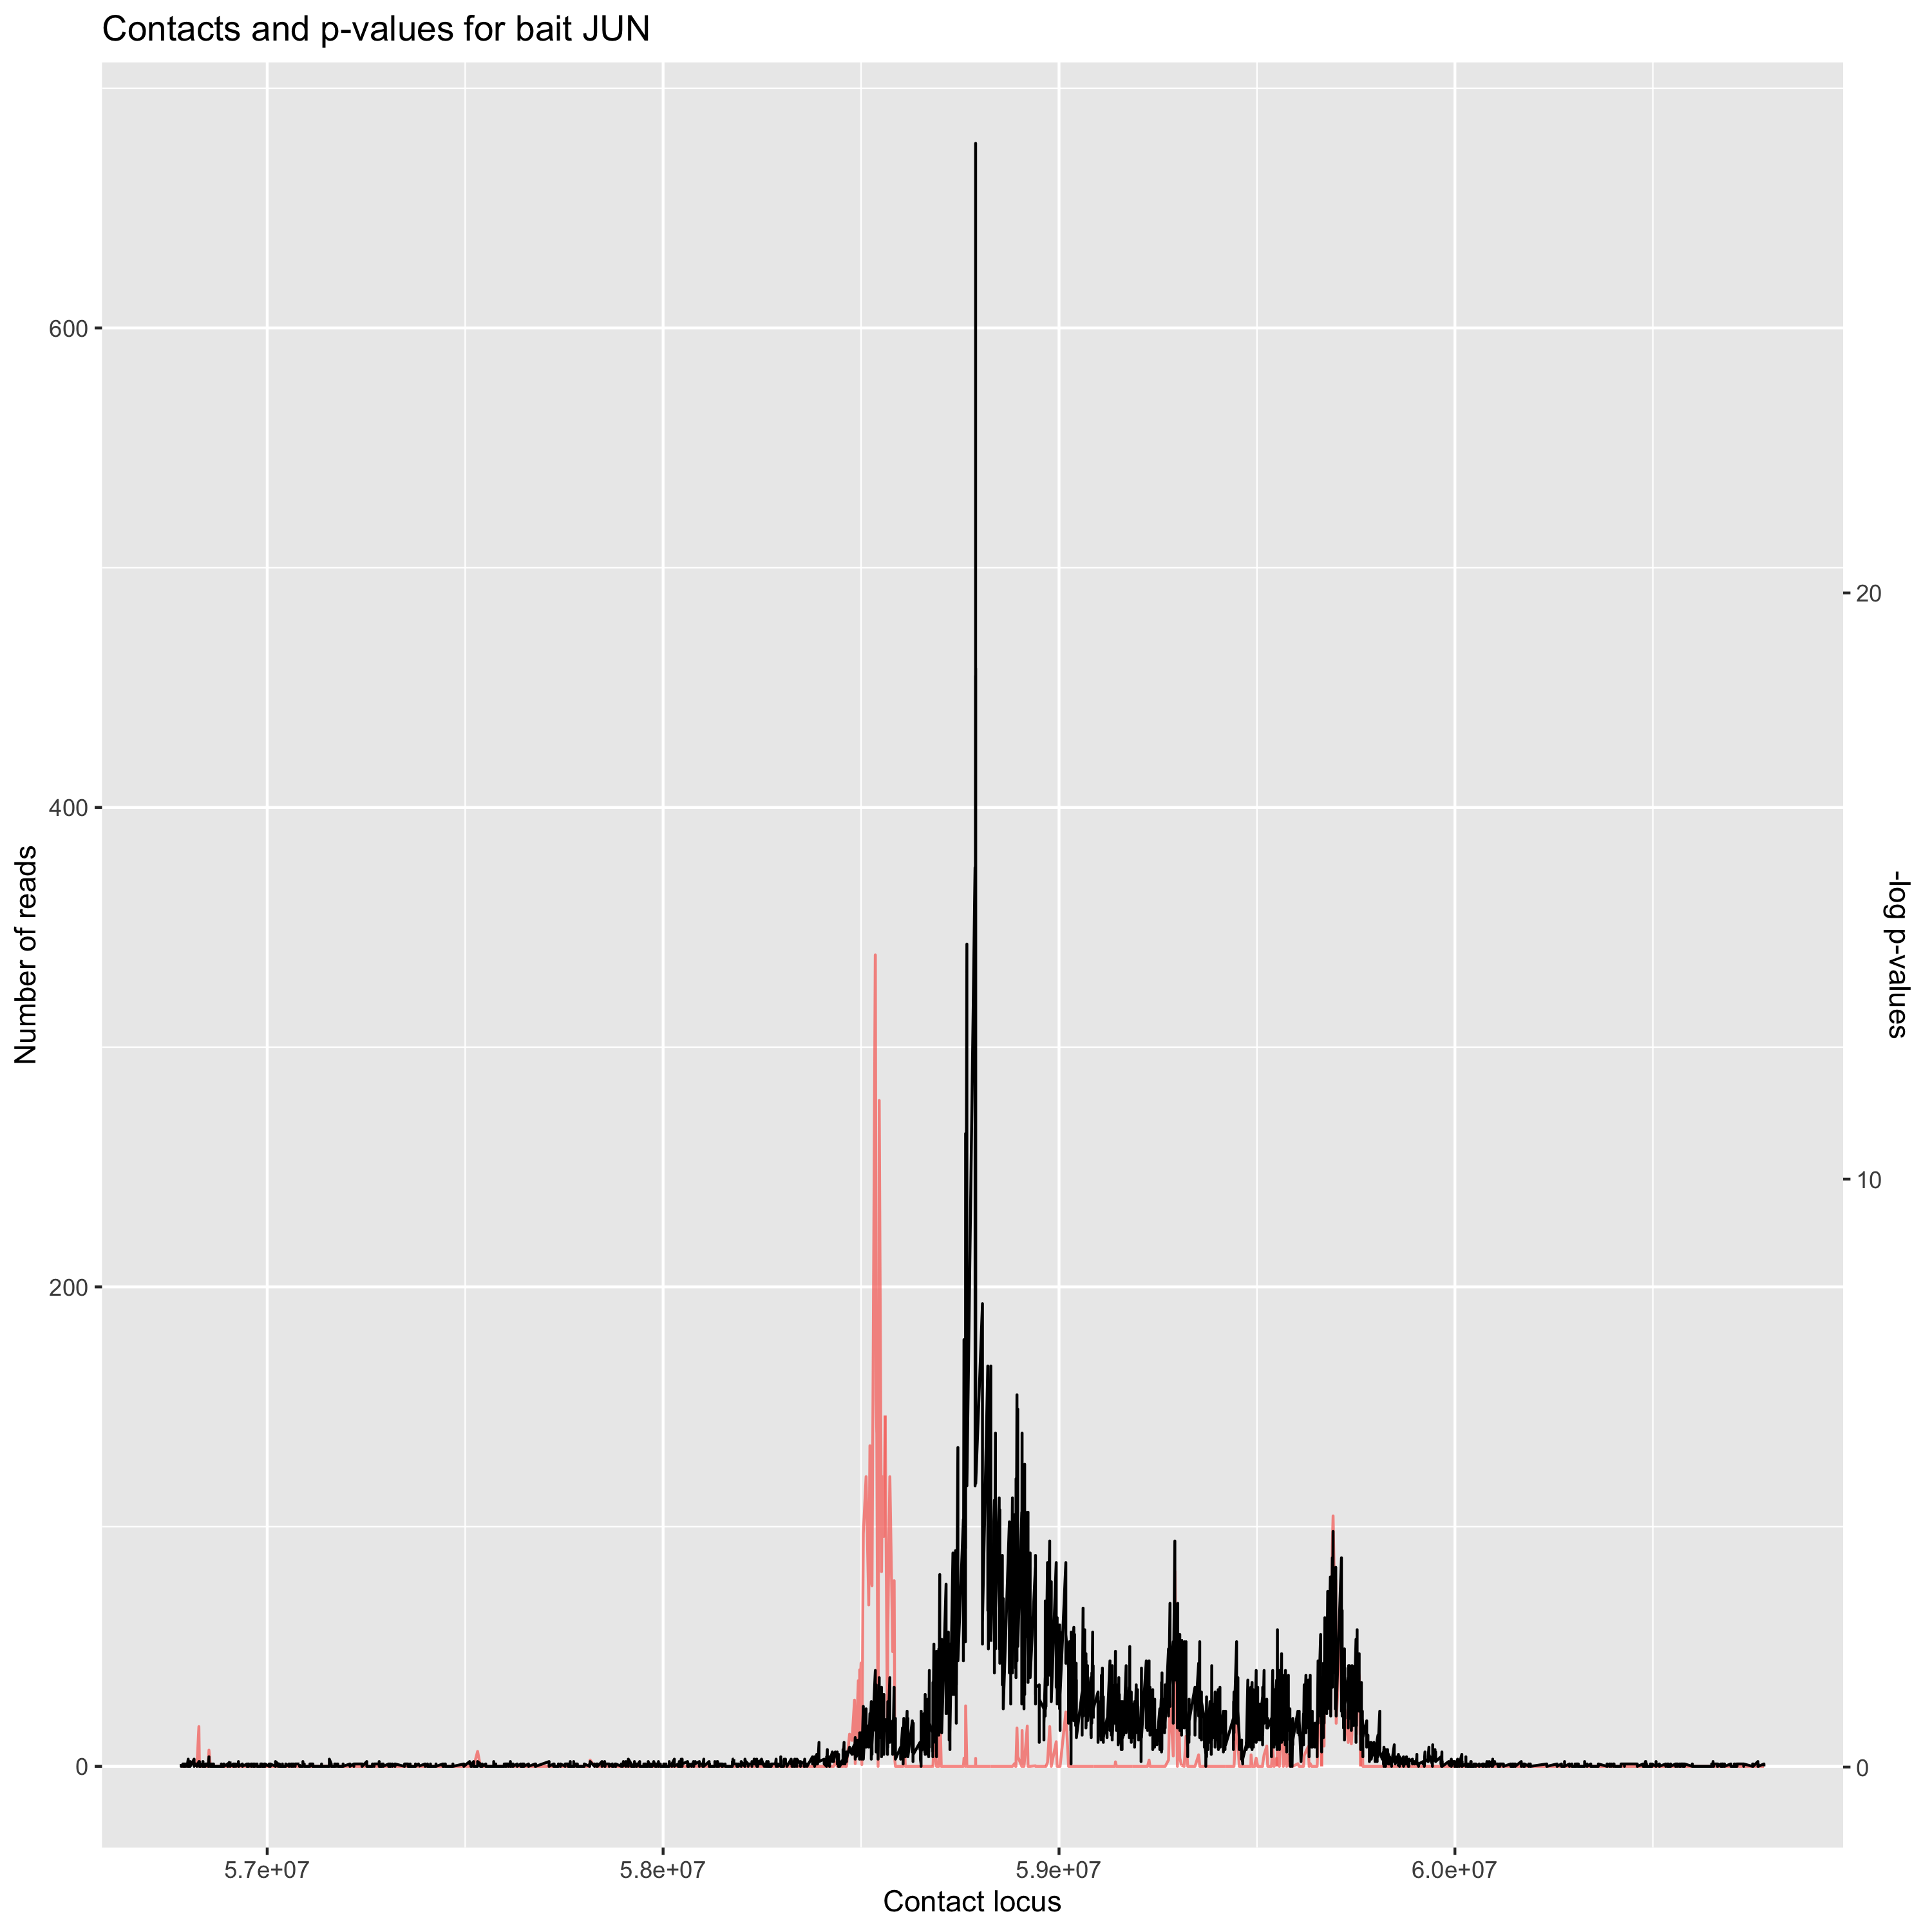 Contacts and p-values for bait JUN
600
400
200
0
Number of reads
20
10
0
-log p-values
5.7e+07
5.8e+07
5.9e+07
6.0e+07
Contact locus